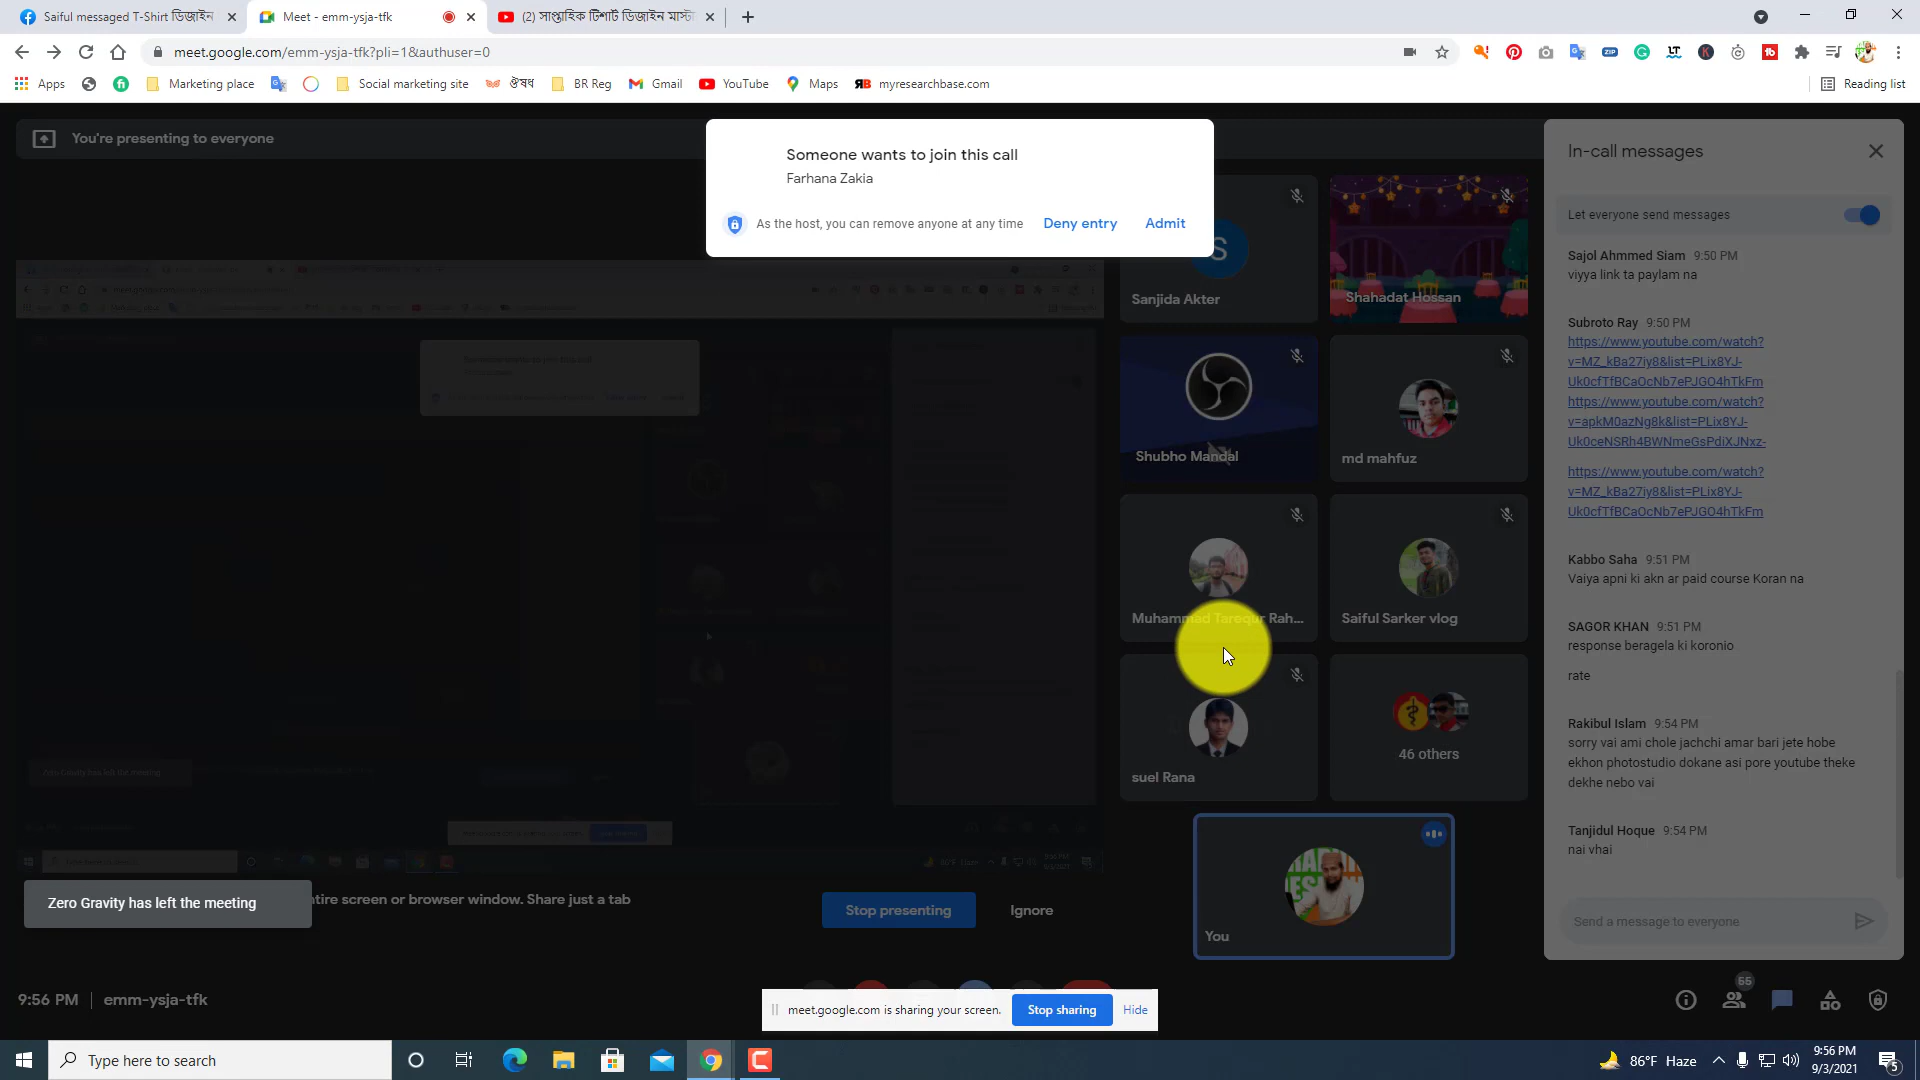 Saiful messaged T-Shirt ডিজাইন
Meet - emm-ysja-tfk
(2) সাপ্তাহিক টিশার্ট ডিজাইন মাস্টা
meet.google.com/emm-ysja-tfk?pli=1&authuser=0
Apps
Marketing place
Social marketing site
ঔষধ
BR Reg
Gmail
YouTube
Maps
myresearchbase.com
Reading list
You're presenting to everyone
Someone wants to join this call
Farhana Zakia
As the host, you can remove anyone at any time
Deny entry
Admit
S
Sanjida Akter
Shahadat Hossan
Shubho Mandal
md mahfuz
Muhammad Tarequr Rah...
Saiful Sarker vlog
suel Rana
46 others
You
In-call messages
Let everyone send messages
Sajol Ahmmed Siam 9:50 PM
viyya link ta paylam na
Subroto Ray 9:50 PM
https://www.youtube.com/watch?
v=MZ_kBa27iy8&list=PLix8YJ-
Uk0cfTfBCaOcNb7ePJGO4hTkFm
https://www.youtube.com/watch?
v=apkM0azNg8k&list=PLix8YJ-
Uk0ceNSRh4BWNmeGsPdiXJNxz-
https://www.youtube.com/watch?
v=MZ_kBa27iy8&list=PLix8YJ-
Uk0cfTfBCaOcNb7ePJGO4hTkFm
Kabbo Saha 9:51 PM
Vaiya apni ki akn ar paid course Koran na
SAGOR KHAN 9:51 PM
response beragela ki koronio
rate
Rakibul Islam 9:54 PM
sorry vai ami chole jachchi amar bari jete hobe
ekhon photostudio dokane asi pore youtube theke
dekhe nebo vai
Tanjidul Hoque 9:54 PM
nai vhai
Send a message to everyone
Zero Gravity has left the meeting
ntire screen or browser window. Share just a tab
Stop presenting
Ignore
9:56 PM | emm-ysja-tfk
meet.google.com is sharing your screen.
Stop sharing
Hide
55
Type here to search
86°F Haze
9:56 PM
9/3/2021
5